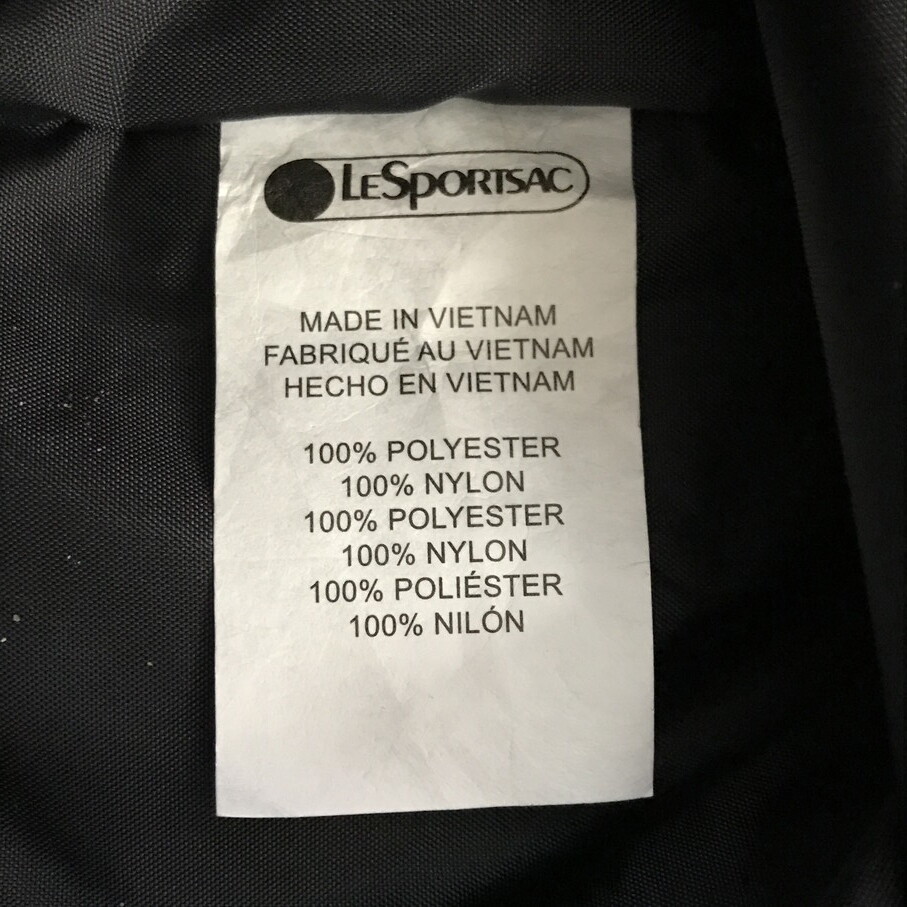 LESPORTSAC
MADE IN VIETNAM
FABRIQUÉ AU VIETNAM
HECHO EN VIETNAM
100% POLYESTER
100% NYLON
100% POLYESTER
100% NYLON
100% POLIÉSTER
100% NILÓN